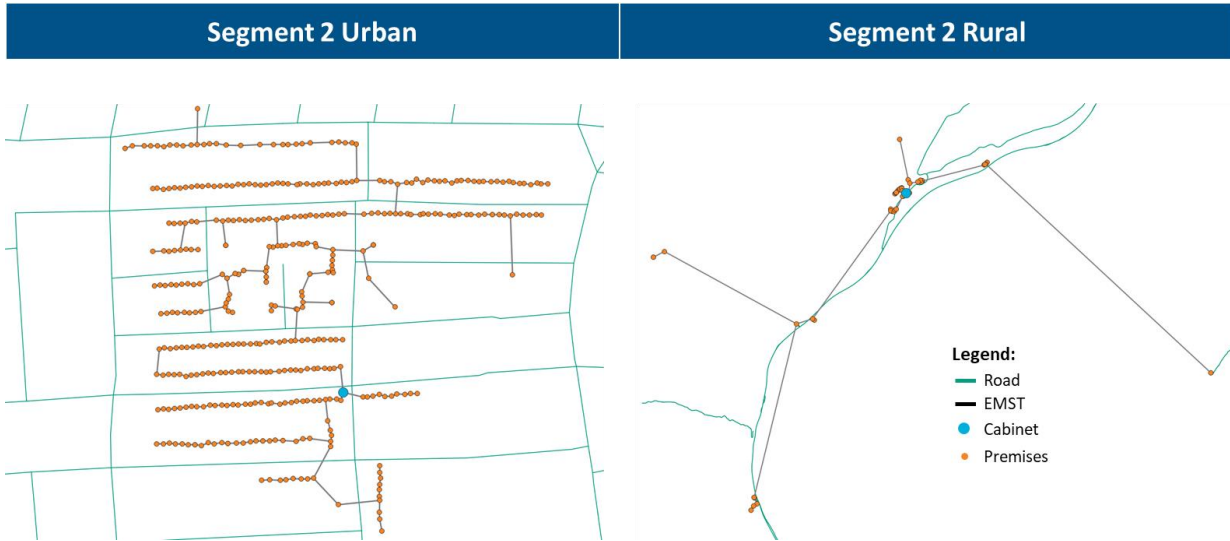 Segment 2 Urban
Segment 2 Rural
Legend:
Road
EMST
Cabinet
Premises